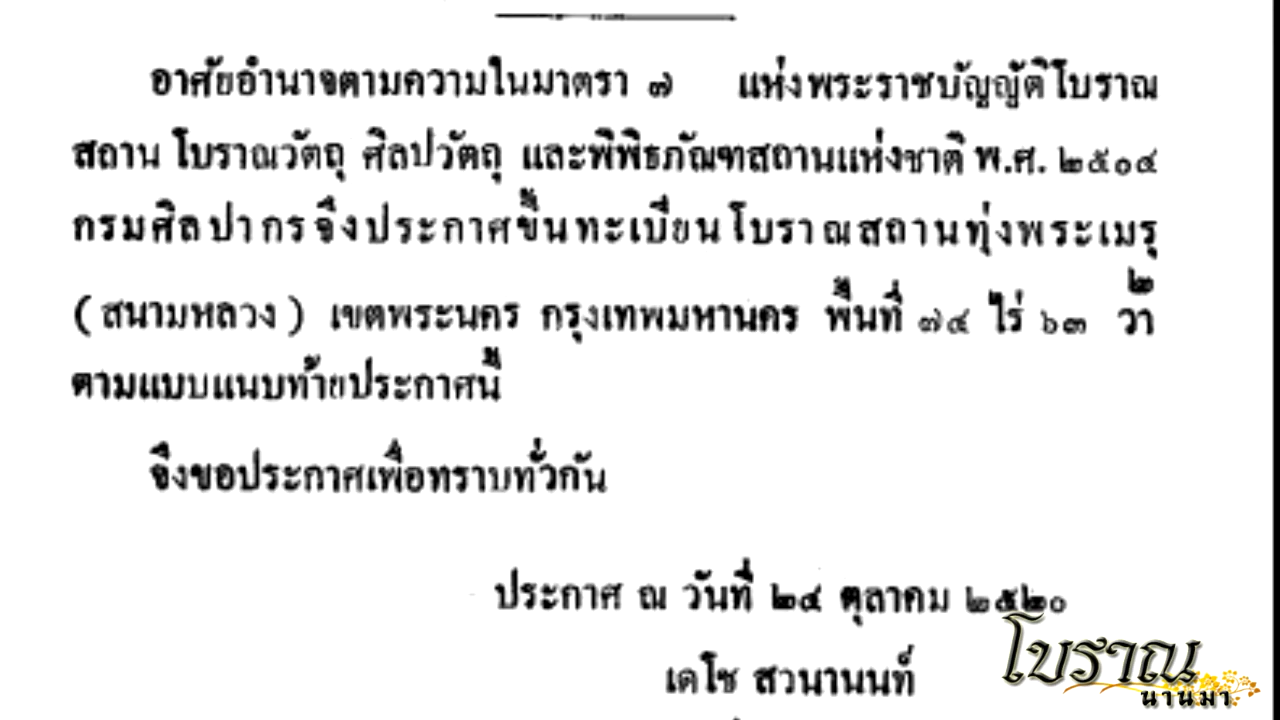 อาศัยอำนาจตามความในมาตรา ๗ แห่งพระราชบัญญัติโบราณ
สถาน โบราณวัตถุ ศิลปวัตถุ และพิพิธภัณฑสถานแห่งชาติ พ.ศ. ๒๕๐๔
กรมศิลปากรจึงประกาศขึ้นทะเบียนโบราณสถานทุ่งพระเมรุ
(สนามหลวง) เขตพระนคร กรุงเทพมหานคร พื้นที่ ๗๔ ไร่ ๖๓ วา๒
ตามแบบแนบท้ายประกาศนี้
จึงขอประกาศเพื่อทราบทั่วกัน
ประกาศ ณ วันที่ ๒๔ ตุลาคม ๒๕๒๐
เดโช สวนานนท์
โบราณ
นานมา